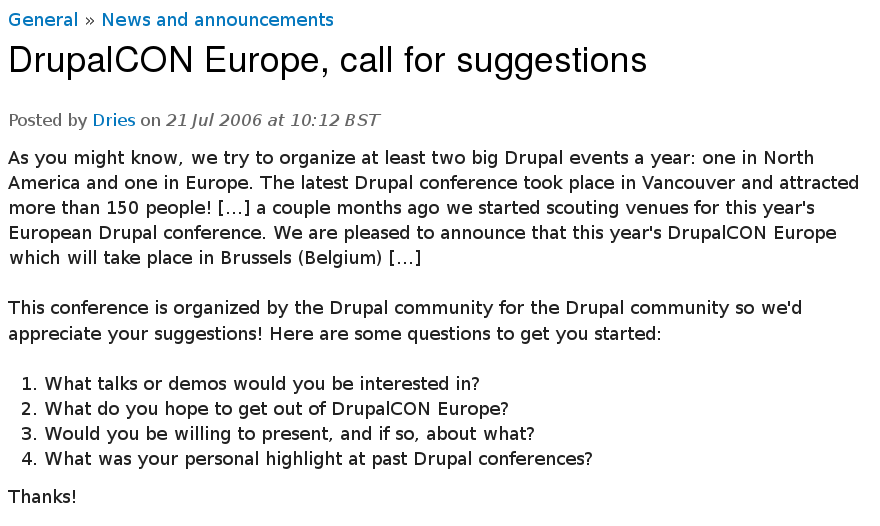 General » News and announcements
DrupalCON Europe, call for suggestions
Posted by Dries on 21 Jul 2006 at 10:12 BST
As you might know, we try to organize at least two big Drupal events a year: one in North
America and one in Europe. The latest Drupal conference took place in Vancouver and attracted
more than 150 people! [...] a couple months ago we started scouting venues for this year's
European Drupal conference. We are pleased to announce that this year's DrupalCON Europe
which will take place in Brussels (Belgium) [...]
This conference is organized by the Drupal community for the Drupal community so we'd
appreciate your suggestions! Here are some questions to get you started:
1. What talks or demos would you be interested in?
2. What do you hope to get out of DrupalCON Europe?
3. Would you be willing to present, and if so, about what?
4. What was your personal highlight at past Drupal conferences?
Thanks!